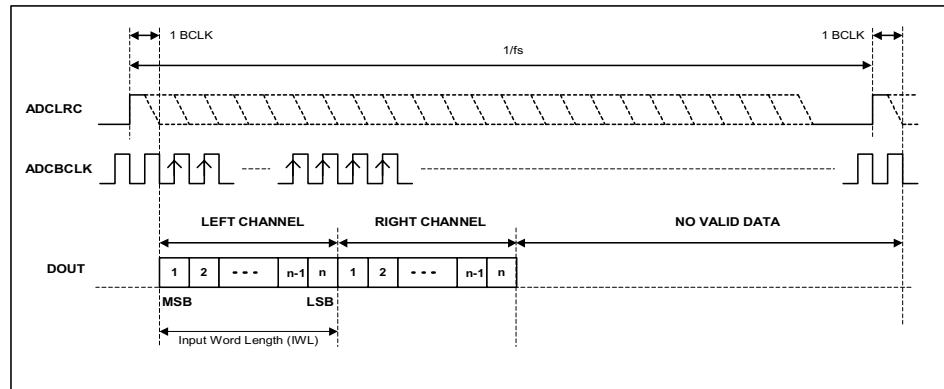 1 BCLK 1 BCLK
1/fs
ADCLRC
ADCBCLK
LEFT CHANNEL RIGHT CHANNEL NO VALID DATA
DOUT 1 2 n-1 n 1 2 n-1 n
MSB LSB
Input Word Length (IWL)